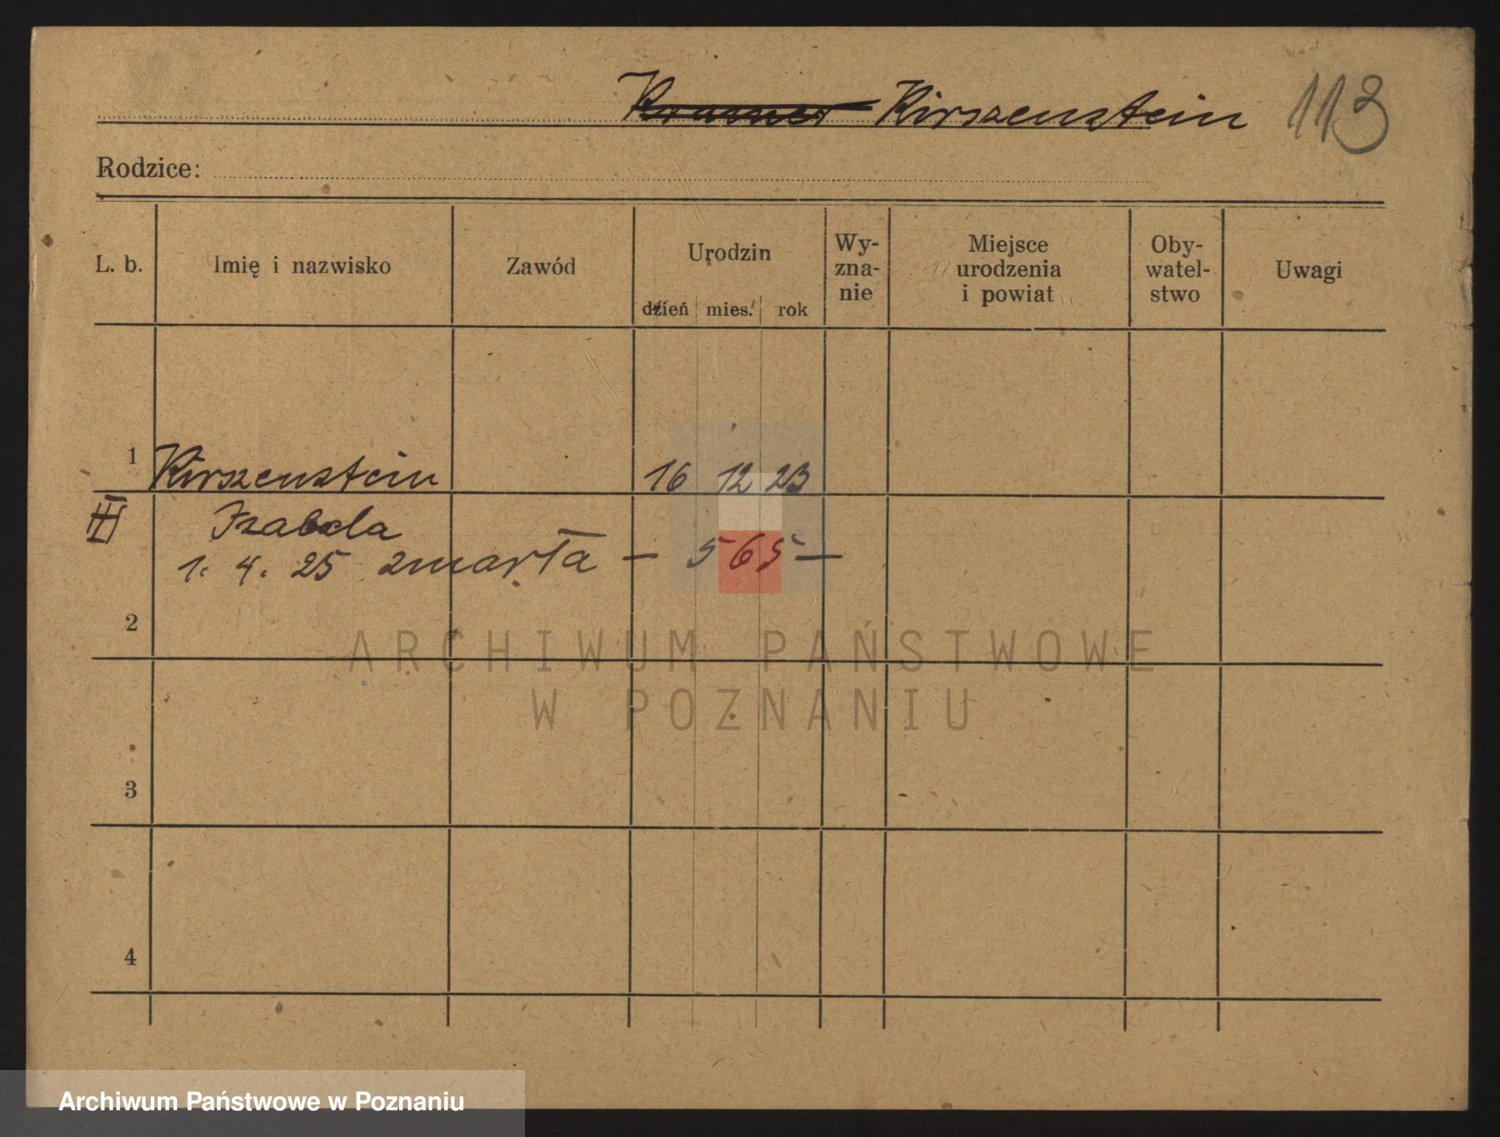 Kirszenstein 113
Rodzice:
L. b. Imię i nazwisko Zawód Urodzin Wy- Miejsce Oby- Uwagi
zna- urodzenia watel-
nie i powiat stwo
dzień mies. rok
1 Kirszenstein 16 12 23
III Izabela
1. 4. 25 zmarła — 565 —
2
ARCHIWUM PAŃSTWOWE
W POZNANIU
3
4
Archiwum Państwowe w Poznaniu